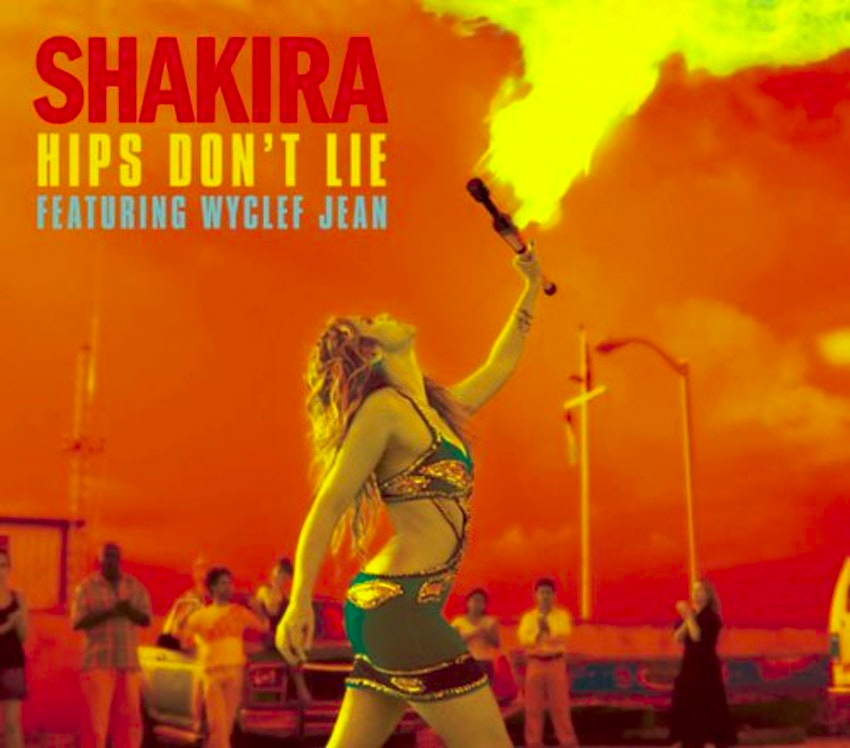 SHAKIRA
HIPS DON'T LIE
FEATURING WYCLEF JEAN